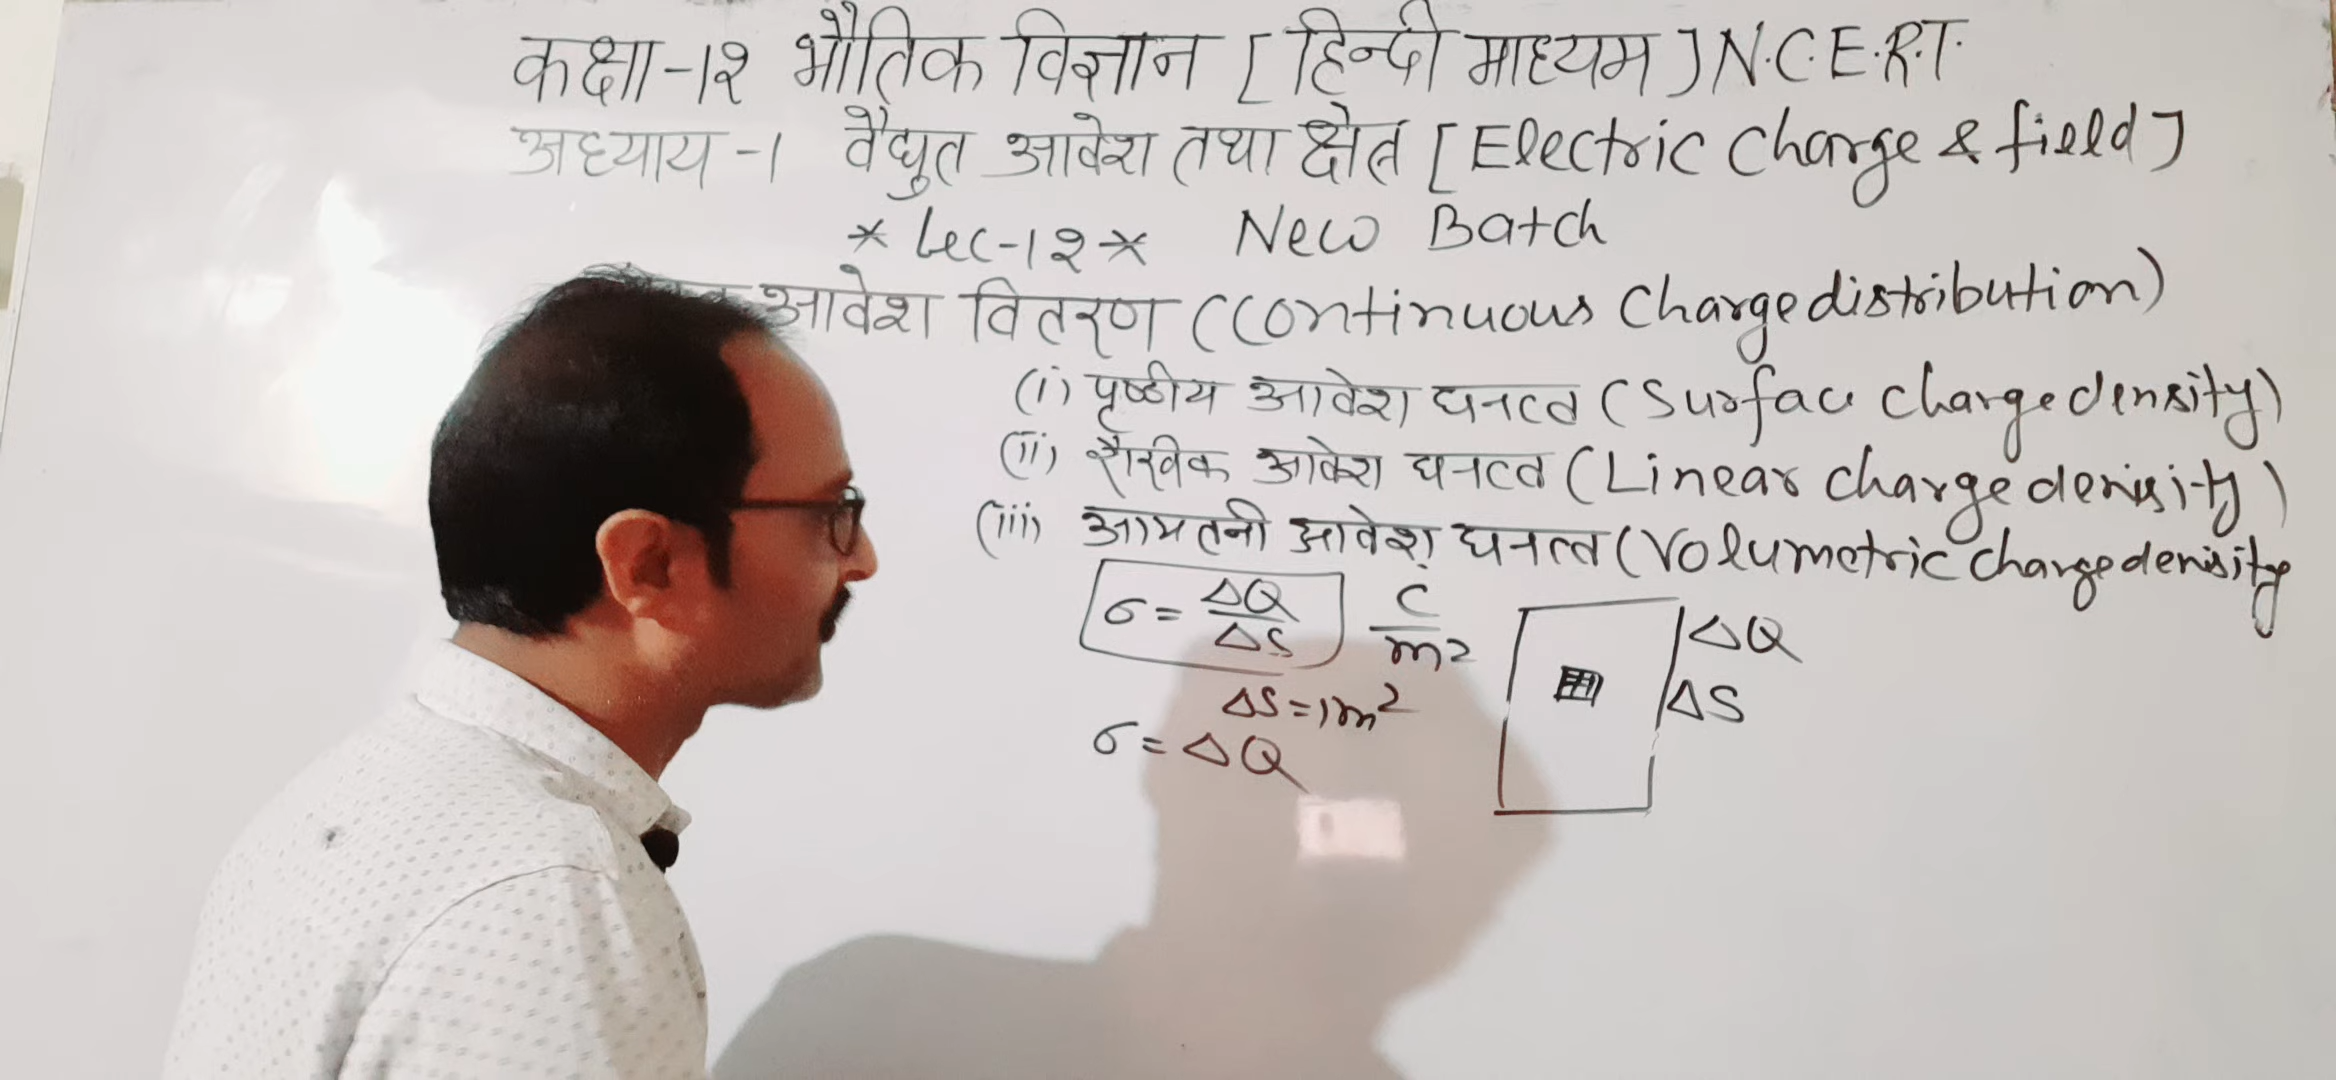 कक्षा-१२ भौतिक विज्ञान [हिन्दी माध्यम] N.C.E.R.T.
अध्याय-1 वैद्युत आवेश तथा क्षेत्र [Electric Charge & field]
* Lec-१२ * New Batch
आवेश वितरण (Continuous Charge distribution)
(i) पृष्ठीय आवेश घनत्व (Surface charge density)
(ii) रैखिक आवेश घनत्व (Linear charge density)
(iii) आयतनी आवेश घनत्व (Volumetric charge density
σ = ΔQ/ΔS C/m²
ΔQ
ΔS
ΔS = 1m²
σ = ΔQ